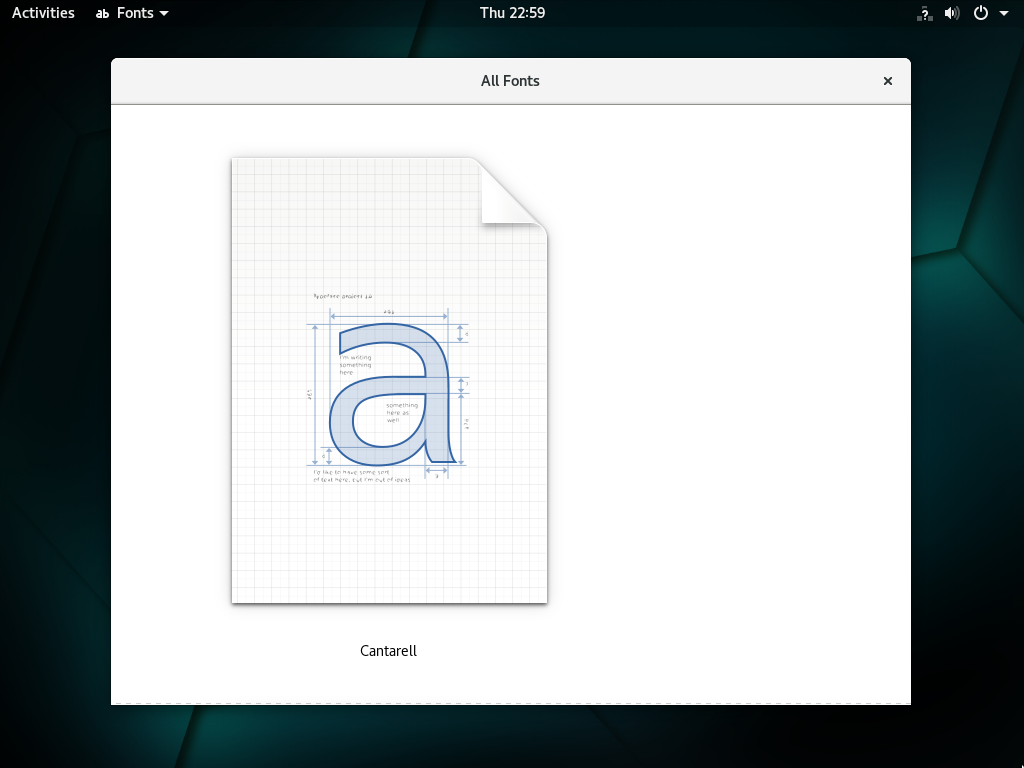 Activities
ab Fonts
Thu 22:59
?
All Fonts
I'm writing
something
here
something
here as
well
I'd like to have some sort
of text here, but I'm out of ideas
Cantarell